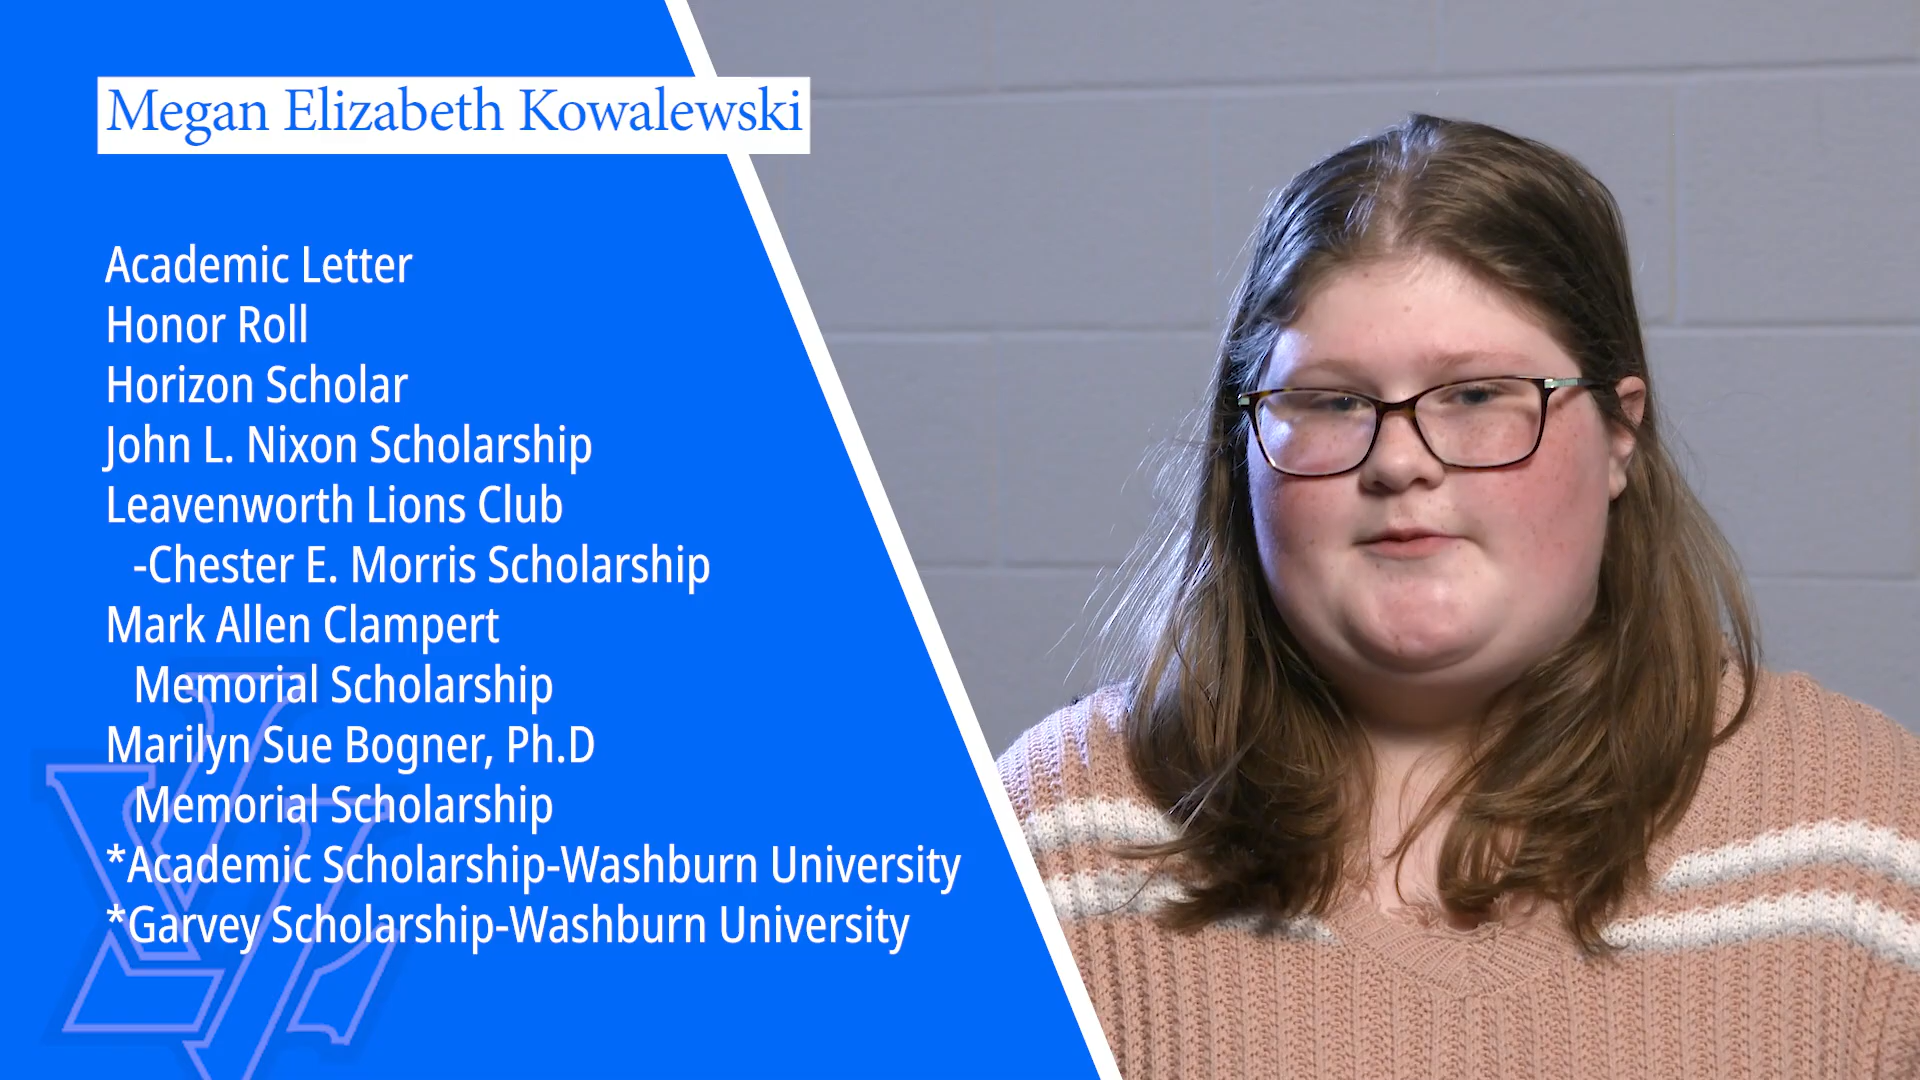 Megan Elizabeth Kowalewski
Academic Letter
Honor Roll
Horizon Scholar
John L. Nixon Scholarship
Leavenworth Lions Club
-Chester E. Morris Scholarship
Mark Allen Clampert
Memorial Scholarship
Marilyn Sue Bogner, Ph.D
Memorial Scholarship
*Academic Scholarship-Washburn University
*Garvey Scholarship-Washburn University